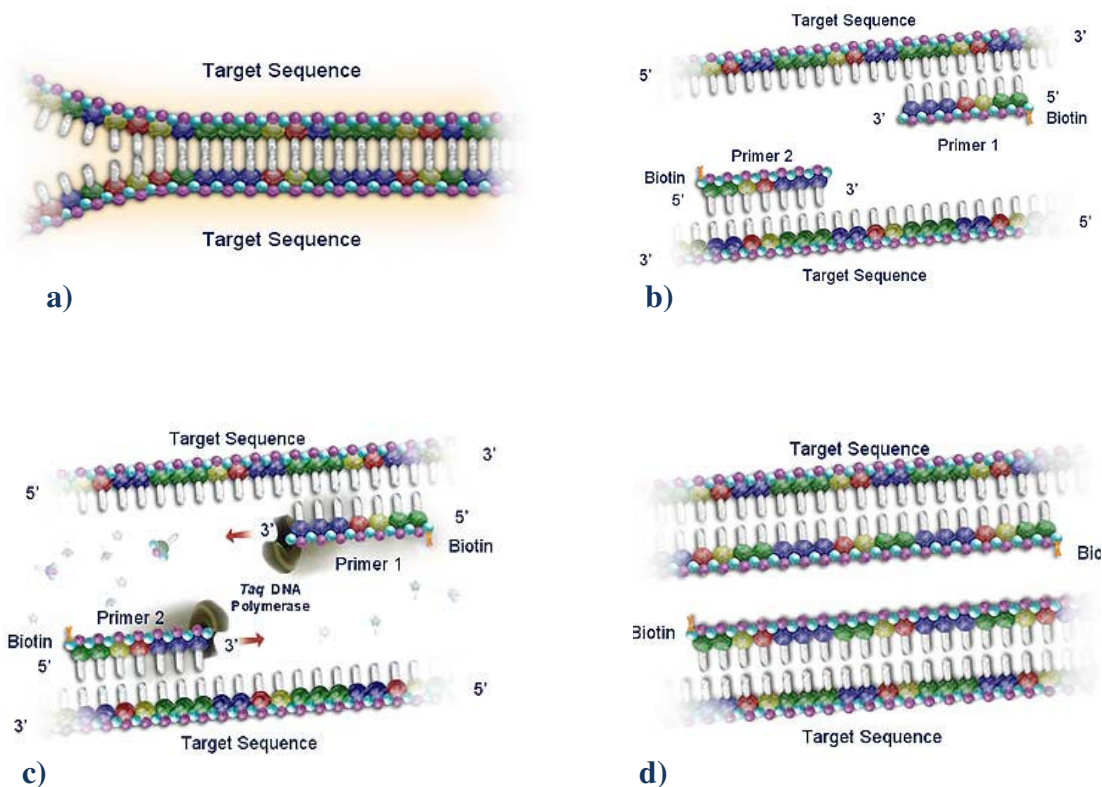 Target Sequence
Target Sequence
a)
Target Sequence
3’
5’
5’
3’
Biotin
Primer 1
Primer 2
Biotin
5’
3’
5’
3’
Target Sequence
b)
Target Sequence
3’
5’
3’
5’
Biotin
Primer 1
Taq DNA
Polymerase
Primer 2
Biotin
3’
5’
5’
3’
Target Sequence
c)
Target Sequence
Bio
Biotin
Target Sequence
d)